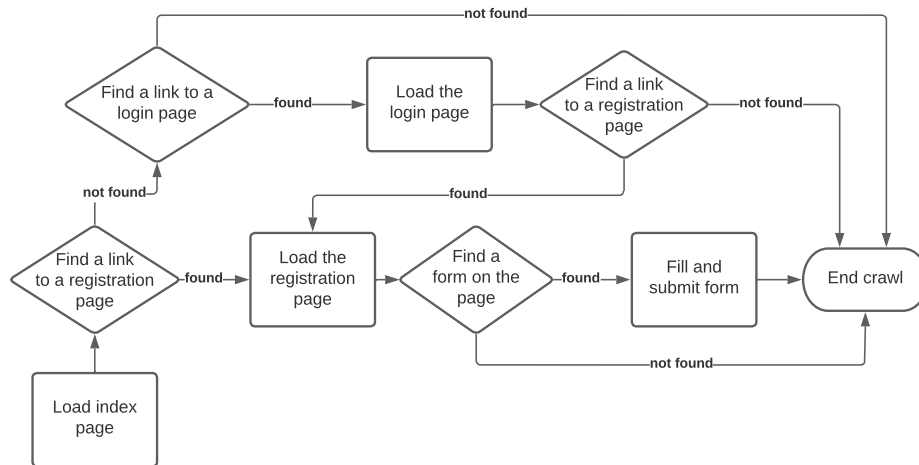 not found
Find a link to a
login page
found
Load the
login page
Find a link
to a registration
page
not found
not found
found
Find a link
to a registration
page
found
Load the
registration
page
Find a
form on the
page
found
Fill and
submit form
End crawl
not found
Load index
page